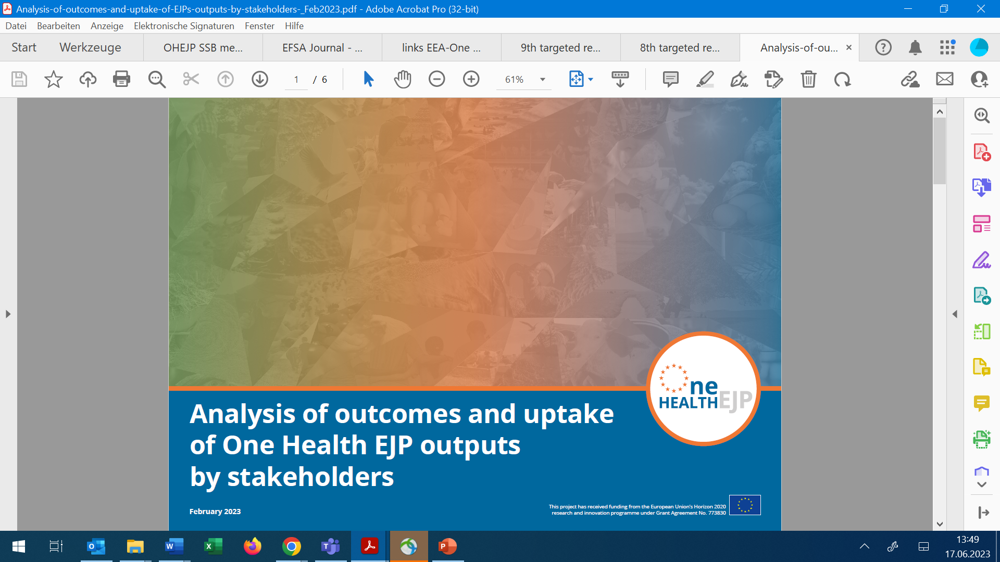 Analysis-of-outcomes-and-uptake-of-EJPs-outputs-by-stakeholders-_Feb2023.pdf - Adobe Acrobat Pro (32-bit)
Datei Bearbeiten Anzeige Elektronische Signaturen Fenster Hilfe
Start Werkzeuge OHEJP SSB me... EFSA Journal - ... links EEA-One ... 9th targeted re... 8th targeted re... Analysis-of-ou... ×
1 / 6 61%
One
HEALTH EJP
Analysis of outcomes and uptake
of One Health EJP outputs
by stakeholders
February 2023
This project has received funding from the European Union's Horizon 2020
research and innovation programme under Grant Agreement No. 773830
13:49
17.06.2023